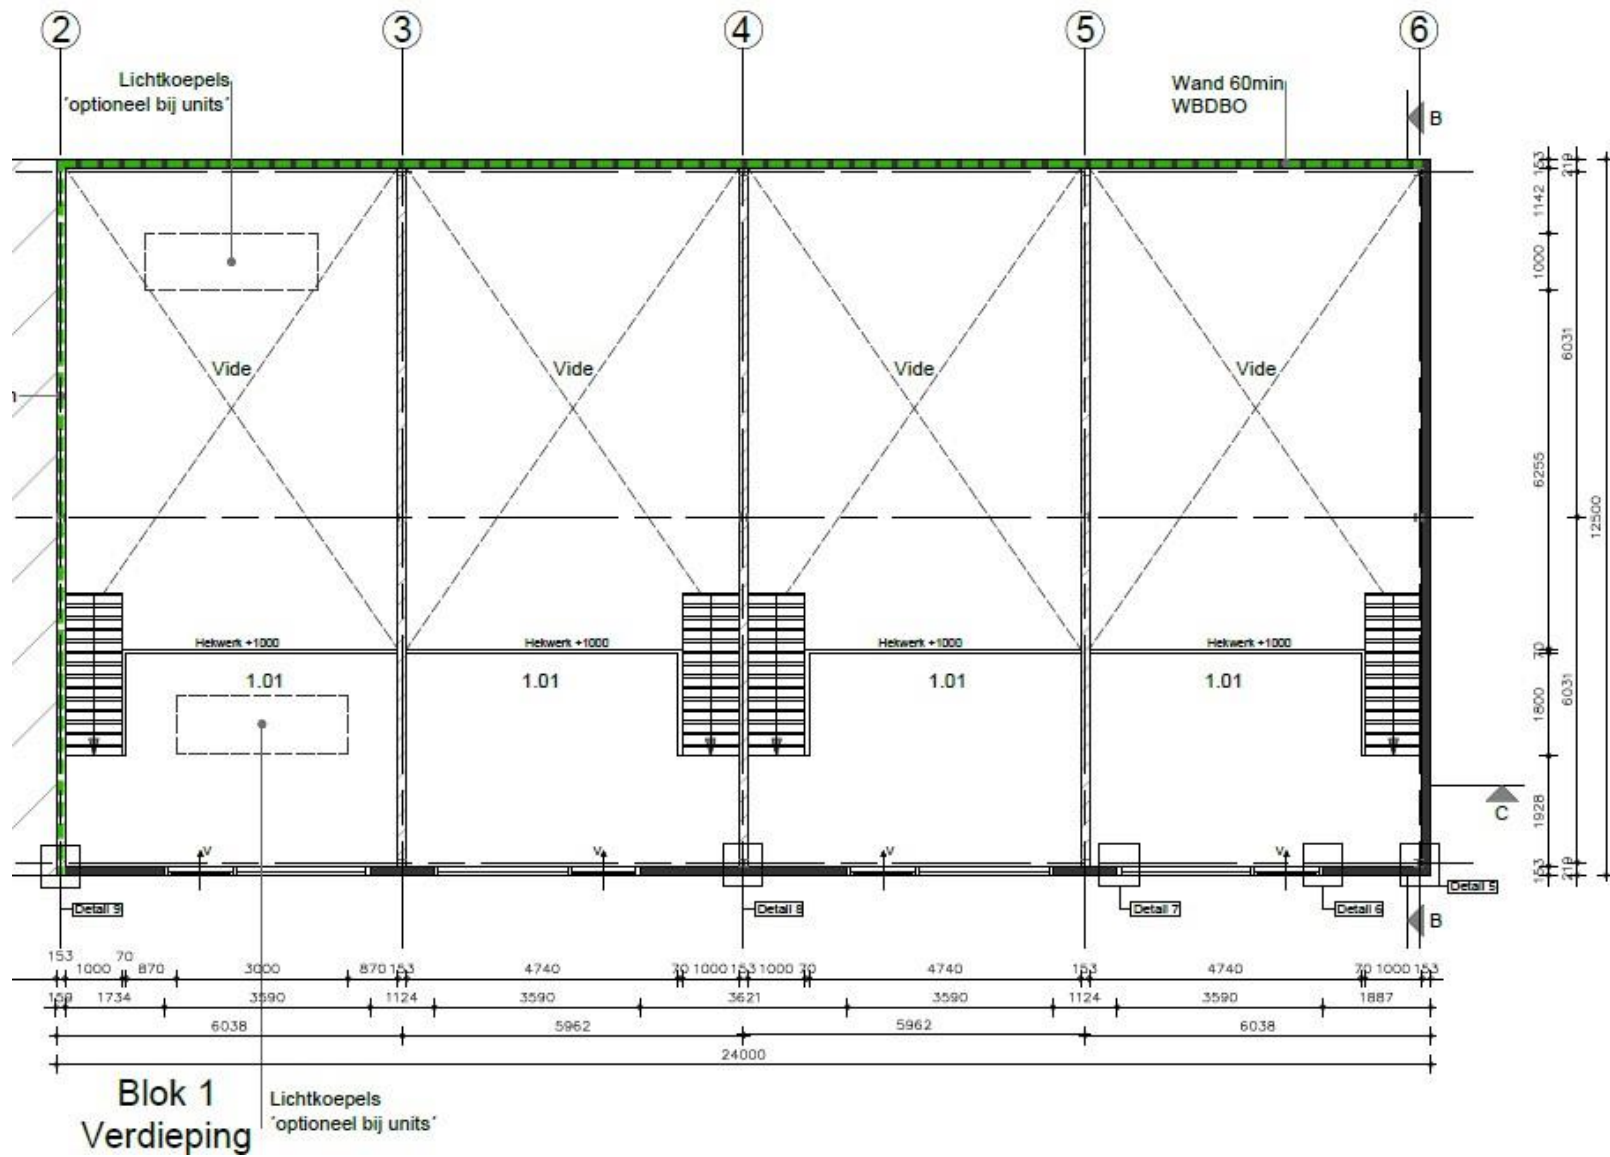 2 3 4 5 6
Lichtkoepels
'optioneel bij units'
Wand 60min
WBDBO
B
Vide Vide Vide Vide
Hekwerk +1000 Hekwerk +1000 Hekwerk +1000 Hekwerk +1000
1.01 1.01 1.01 1.01
C
V V V V
Detail 9 Detail 8 Detail 7 Detail 6 Detail 5
B
153 1142 1000 6255 70 1800 1928 153
219 6031 6031 219
12500
153 1000 70 870 3000 870 153 4740 70 1000 153 1000 70 4740 153 4740 70 1000 153
1734 3590 1124 3590 3621 3590 1124 3590 1887
6038 5962 5962 6038
24000
Blok 1
Verdieping
Lichtkoepels
'optioneel bij units'